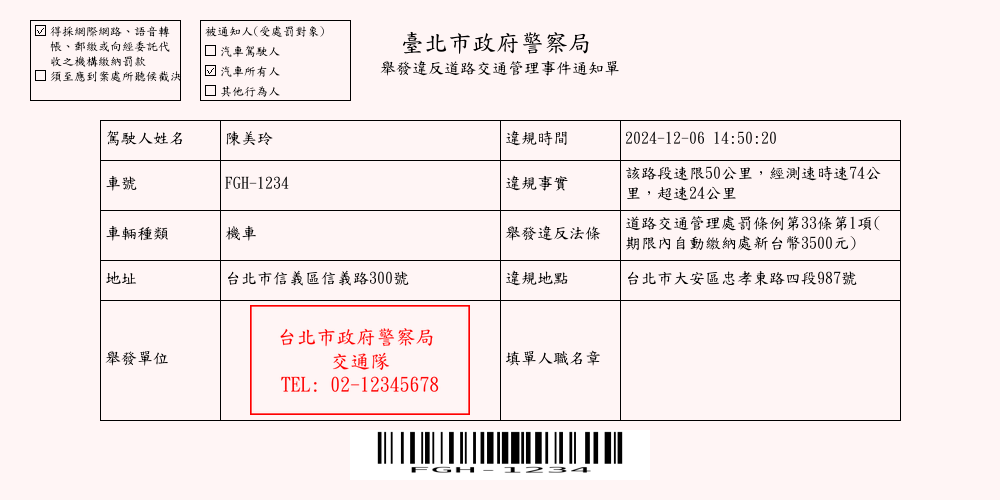 得採網際網路、語音轉
帳、郵繳或向經委託代
收之機構繳納罰款
須至應到案處所聽候裁決
被通知人(受處罰對象)
汽車駕駛人
汽車所有人
其他行為人
臺北市政府警察局
舉發違反道路交通管理事件通知單
駕駛人姓名
陳美玲
違規時間
2024-12-06 14:50:20
車號
FGH-1234
違規事實
該路段速限50公里，經測速時速74公
里，超速24公里
車輛種類
機車
舉發違反法條
道路交通管理處罰條例第33條第1項(
期限內自動繳納處新台幣3500元)
地址
台北市信義區信義路300號
違規地點
台北市大安區忠孝東路四段987號
舉發單位
台北市政府警察局
交通隊
TEL: 02-12345678
填單人職名章
FGH-1234